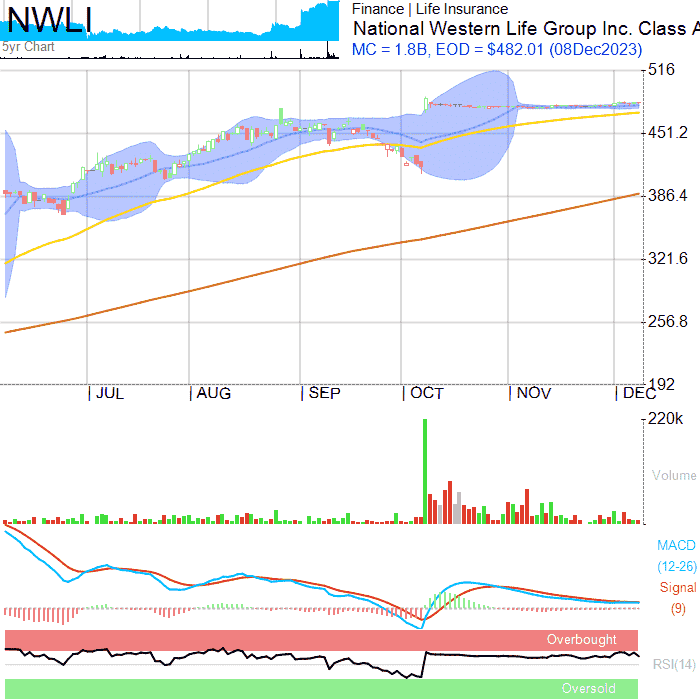 NWLI
5yr Chart
Finance | Life Insurance
National Western Life Group Inc. Class A
MC = 1.8B, EOD = $482.01 (08Dec2023)
516
451.2
386.4
321.6
256.8
192
JUL AUG SEP OCT NOV DEC
220k
Volume
MACD
(12-26)
Signal
(9)
Overbought
RSI(14)
Oversold